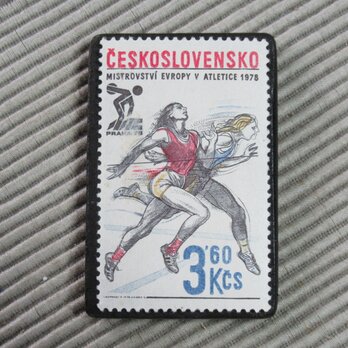 ČESKOSLOVENSKO
MISTROVSTVÍ EVROPY V ATLETICE 1978
PRAHA 78
3'60
Kčs